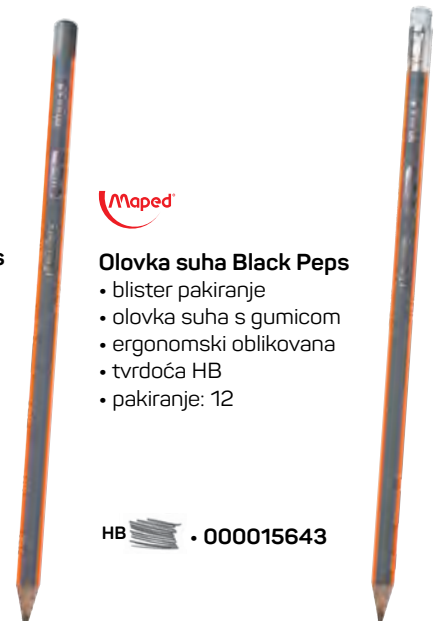 Maped
s
Olovka suha Black Peps
• blister pakiranje
• olovka suha s gumicom
• ergonomski oblikovana
• tvrdoća HB
• pakiranje: 12
HB • 000015643